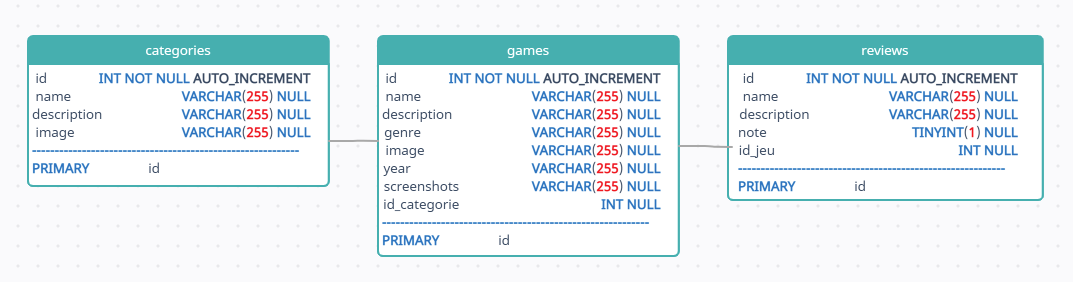 categories
id INT NOT NULL AUTO_INCREMENT
name VARCHAR(255) NULL
description VARCHAR(255) NULL
image VARCHAR(255) NULL
------------------------------------------------------------
PRIMARY id
games
id INT NOT NULL AUTO_INCREMENT
name VARCHAR(255) NULL
description VARCHAR(255) NULL
genre VARCHAR(255) NULL
image VARCHAR(255) NULL
year VARCHAR(255) NULL
screenshots VARCHAR(255) NULL
id_categorie INT NULL
------------------------------------------------------------
PRIMARY id
reviews
id INT NOT NULL AUTO_INCREMENT
name VARCHAR(255) NULL
description VARCHAR(255) NULL
note TINYINT(1) NULL
id_jeu INT NULL
------------------------------------------------------------
PRIMARY id